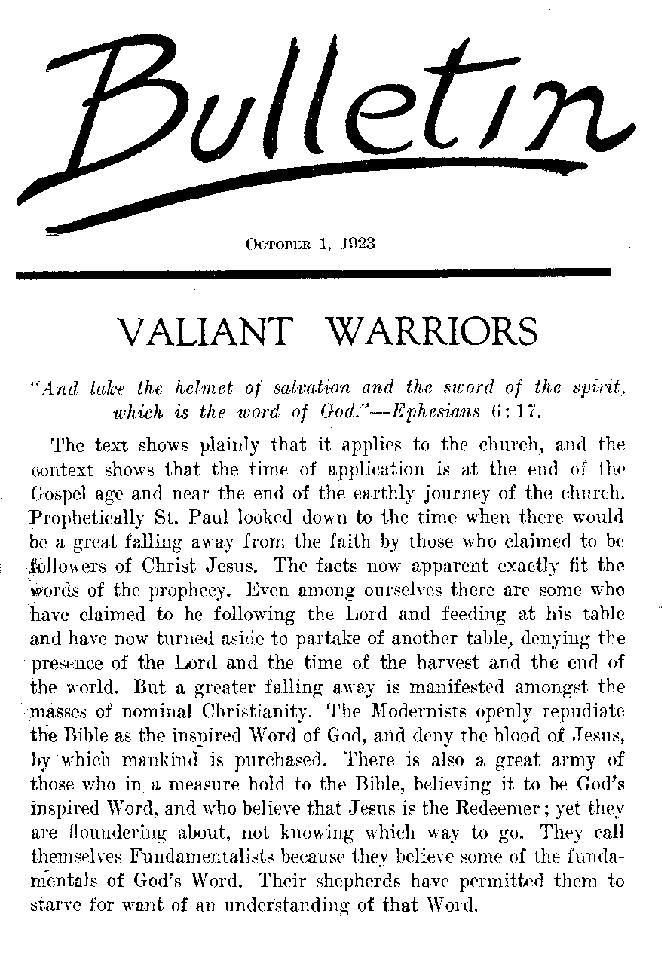 Bulletin
OCTOBER 1, 1923
VALIANT WARRIORS
"And take the helmet of salvation and the sword of the spirit,
which is the word of God."—Ephesians 6:17.
The text shows plainly that it applies to the church, and the
context shows that the time of application is at the end of the
Gospel age and near the end of the earthly journey of the church.
Prophetically St. Paul looked down to the time when there would
be a great falling away from the faith by those who claimed to be
followers of Christ Jesus. The facts now apparent exactly fit the
words of the prophecy. Even among ourselves there are some who
have claimed to be following the Lord and feeding at his table
and have now turned aside to partake of another table, denying the
presence of the Lord and the time of the harvest and the end of
the world. But a greater falling away is manifested amongst the
masses of nominal Christianity. The Modernists openly repudiate
the Bible as the inspired Word of God, and deny the blood of Jesus,
by which mankind is purchased. There is also a great army of
those who in a measure hold to the Bible, believing it to be God's
inspired Word, and who believe that Jesus is the Redeemer; yet they
are floundering about, not knowing which way to go. They call
themselves Fundamentalists because they believe some of the funda-
mentals of God's Word. Their shepherds have permitted them to
starve for want of an understanding of that Word.